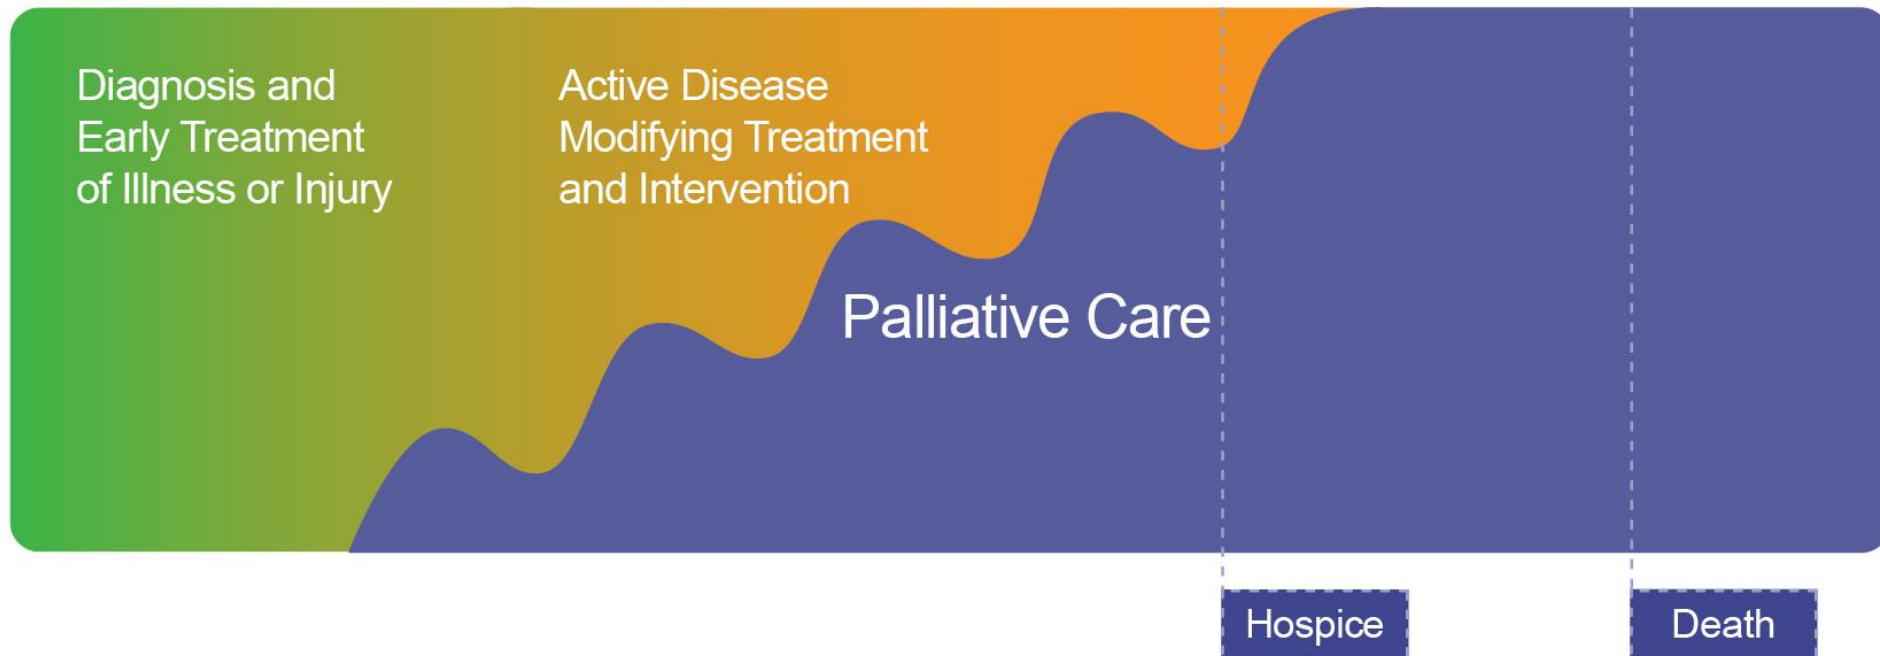 Diagnosis and
Early Treatment
of Illness or Injury
Active Disease
Modifying Treatment
and Intervention
Palliative Care
Hospice
Death